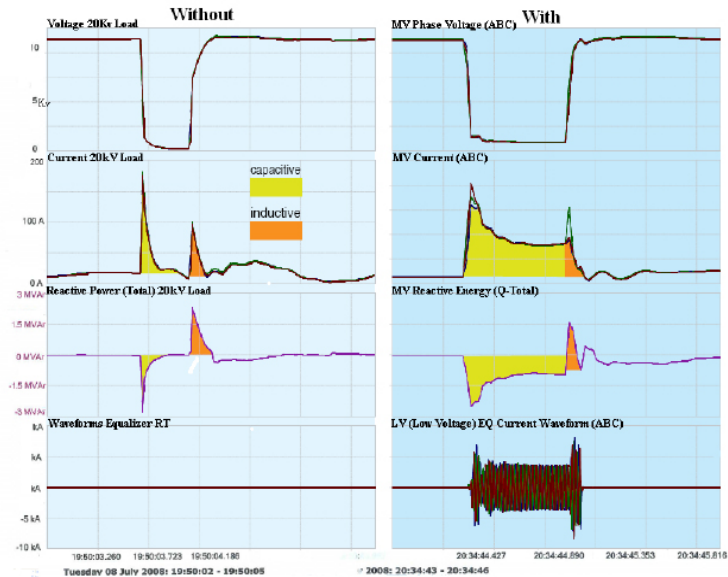 Without
With
Voltage 20Kv Load
MV Phase Voltage (ABC)
10
5Kv
0
Current 20kV Load
MV Current (ABC)
200
capacitive
inductive
100 A
0 A
Reactive Power (Total) 20kV Load
MV Reactive Energy (Q-Total)
3 MVAr
1.5 MVAr
0 MVAr
-1.5 MVAr
-3 MVAr
Waveforms Equalizer RT
LV (Low Voltage) EQ Current Waveform (ABC)
kA
kA
kA
-5 kA
-10 kA
19:50:03.260 19:50:03.723 19:50:04.186
20:34:44.427 20:34:44.890 20:34:45.353 20:34:45.816
Tuesday 08 July 2008: 19:50:02 - 19:50:05
2008: 20:34:43 - 20:34:46